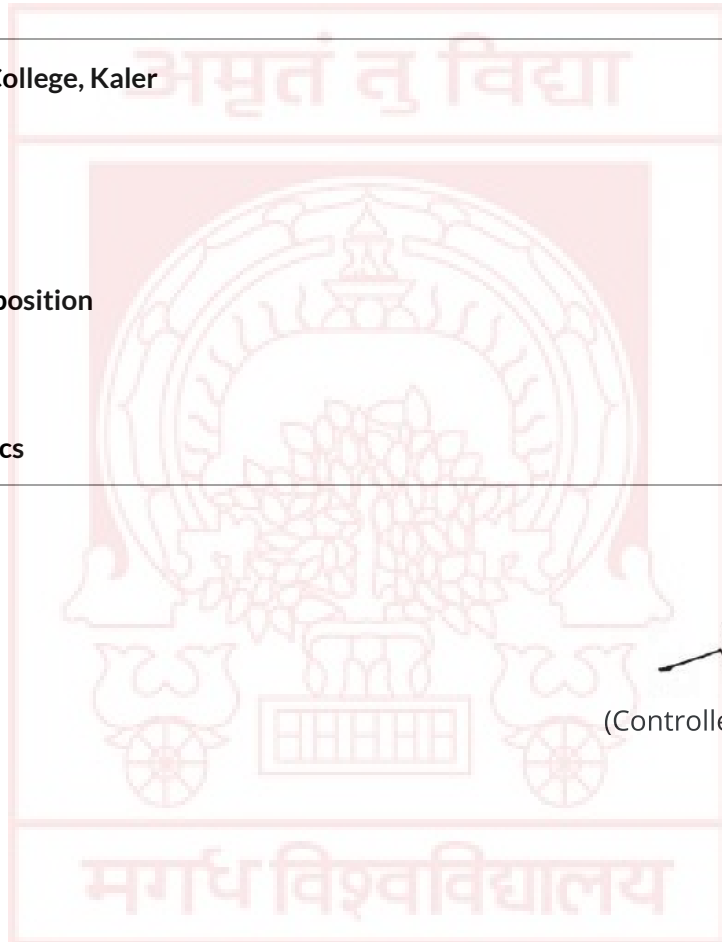 अमृतं तु विद्या
College, Kaler
position
cs
(Controlle
मगध विश्वविद्यालय